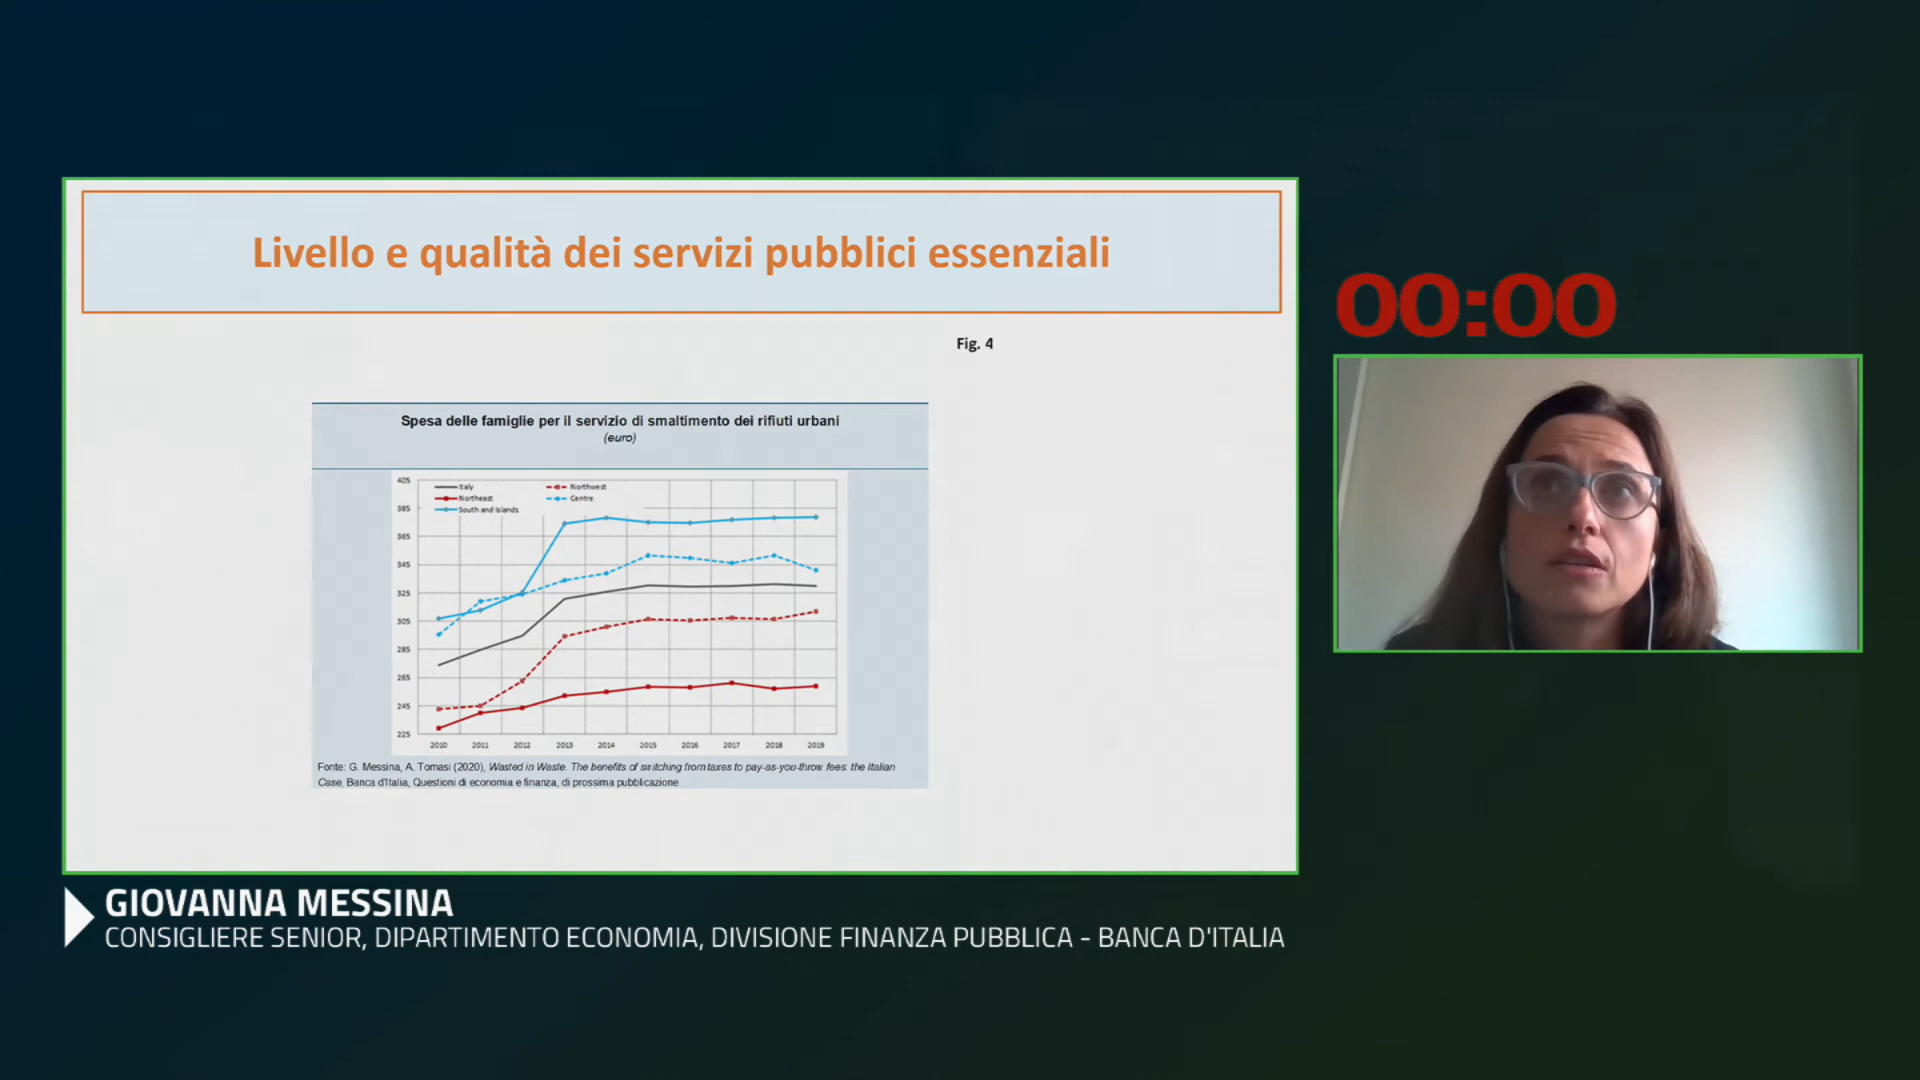 Livello e qualità dei servizi pubblici essenziali
Fig. 4
00:00
Spesa delle famiglie per il servizio di smaltimento dei rifiuti urbani
(euro)
405
385
365
345
325
305
285
265
245
225
Italy
Northwest
Northeast
Centre
South and Islands
2010 2011 2012 2013 2014 2015 2016 2017 2018 2019
Fonte: G. Messina, A. Tomasi (2020), Wasted in Waste. The benefits of switching from taxes to pay-as-you-throw fees: the Italian
Case, Banca d'Italia, Questioni di economia e finanza, di prossima pubblicazione
GIOVANNA MESSINA
CONSIGLIERE SENIOR, DIPARTIMENTO ECONOMIA, DIVISIONE FINANZA PUBBLICA - BANCA D'ITALIA